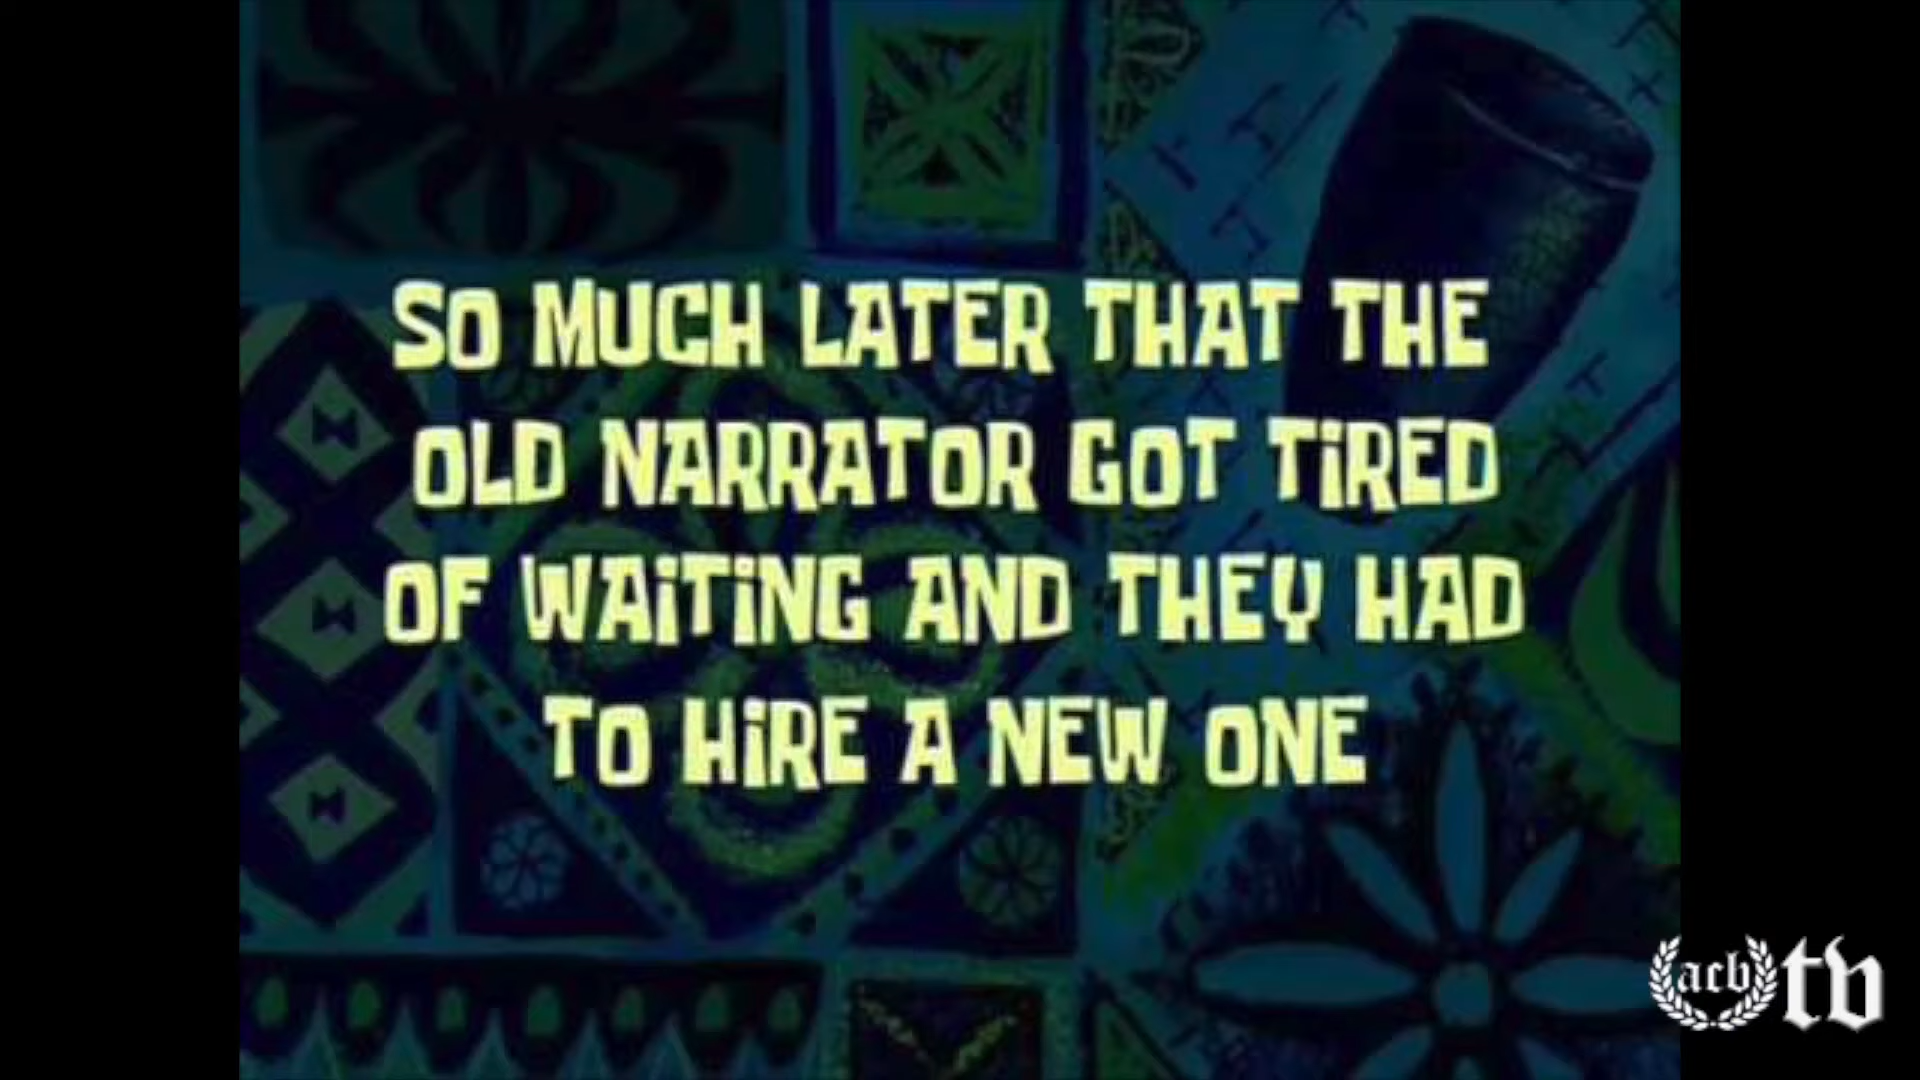 SO MUCH LATER THAT THE
OLD NARRATOR GOT TiRED
OF WAiTiNG AND THEY HAD
TO HiRE A NEW ONE
acb tv